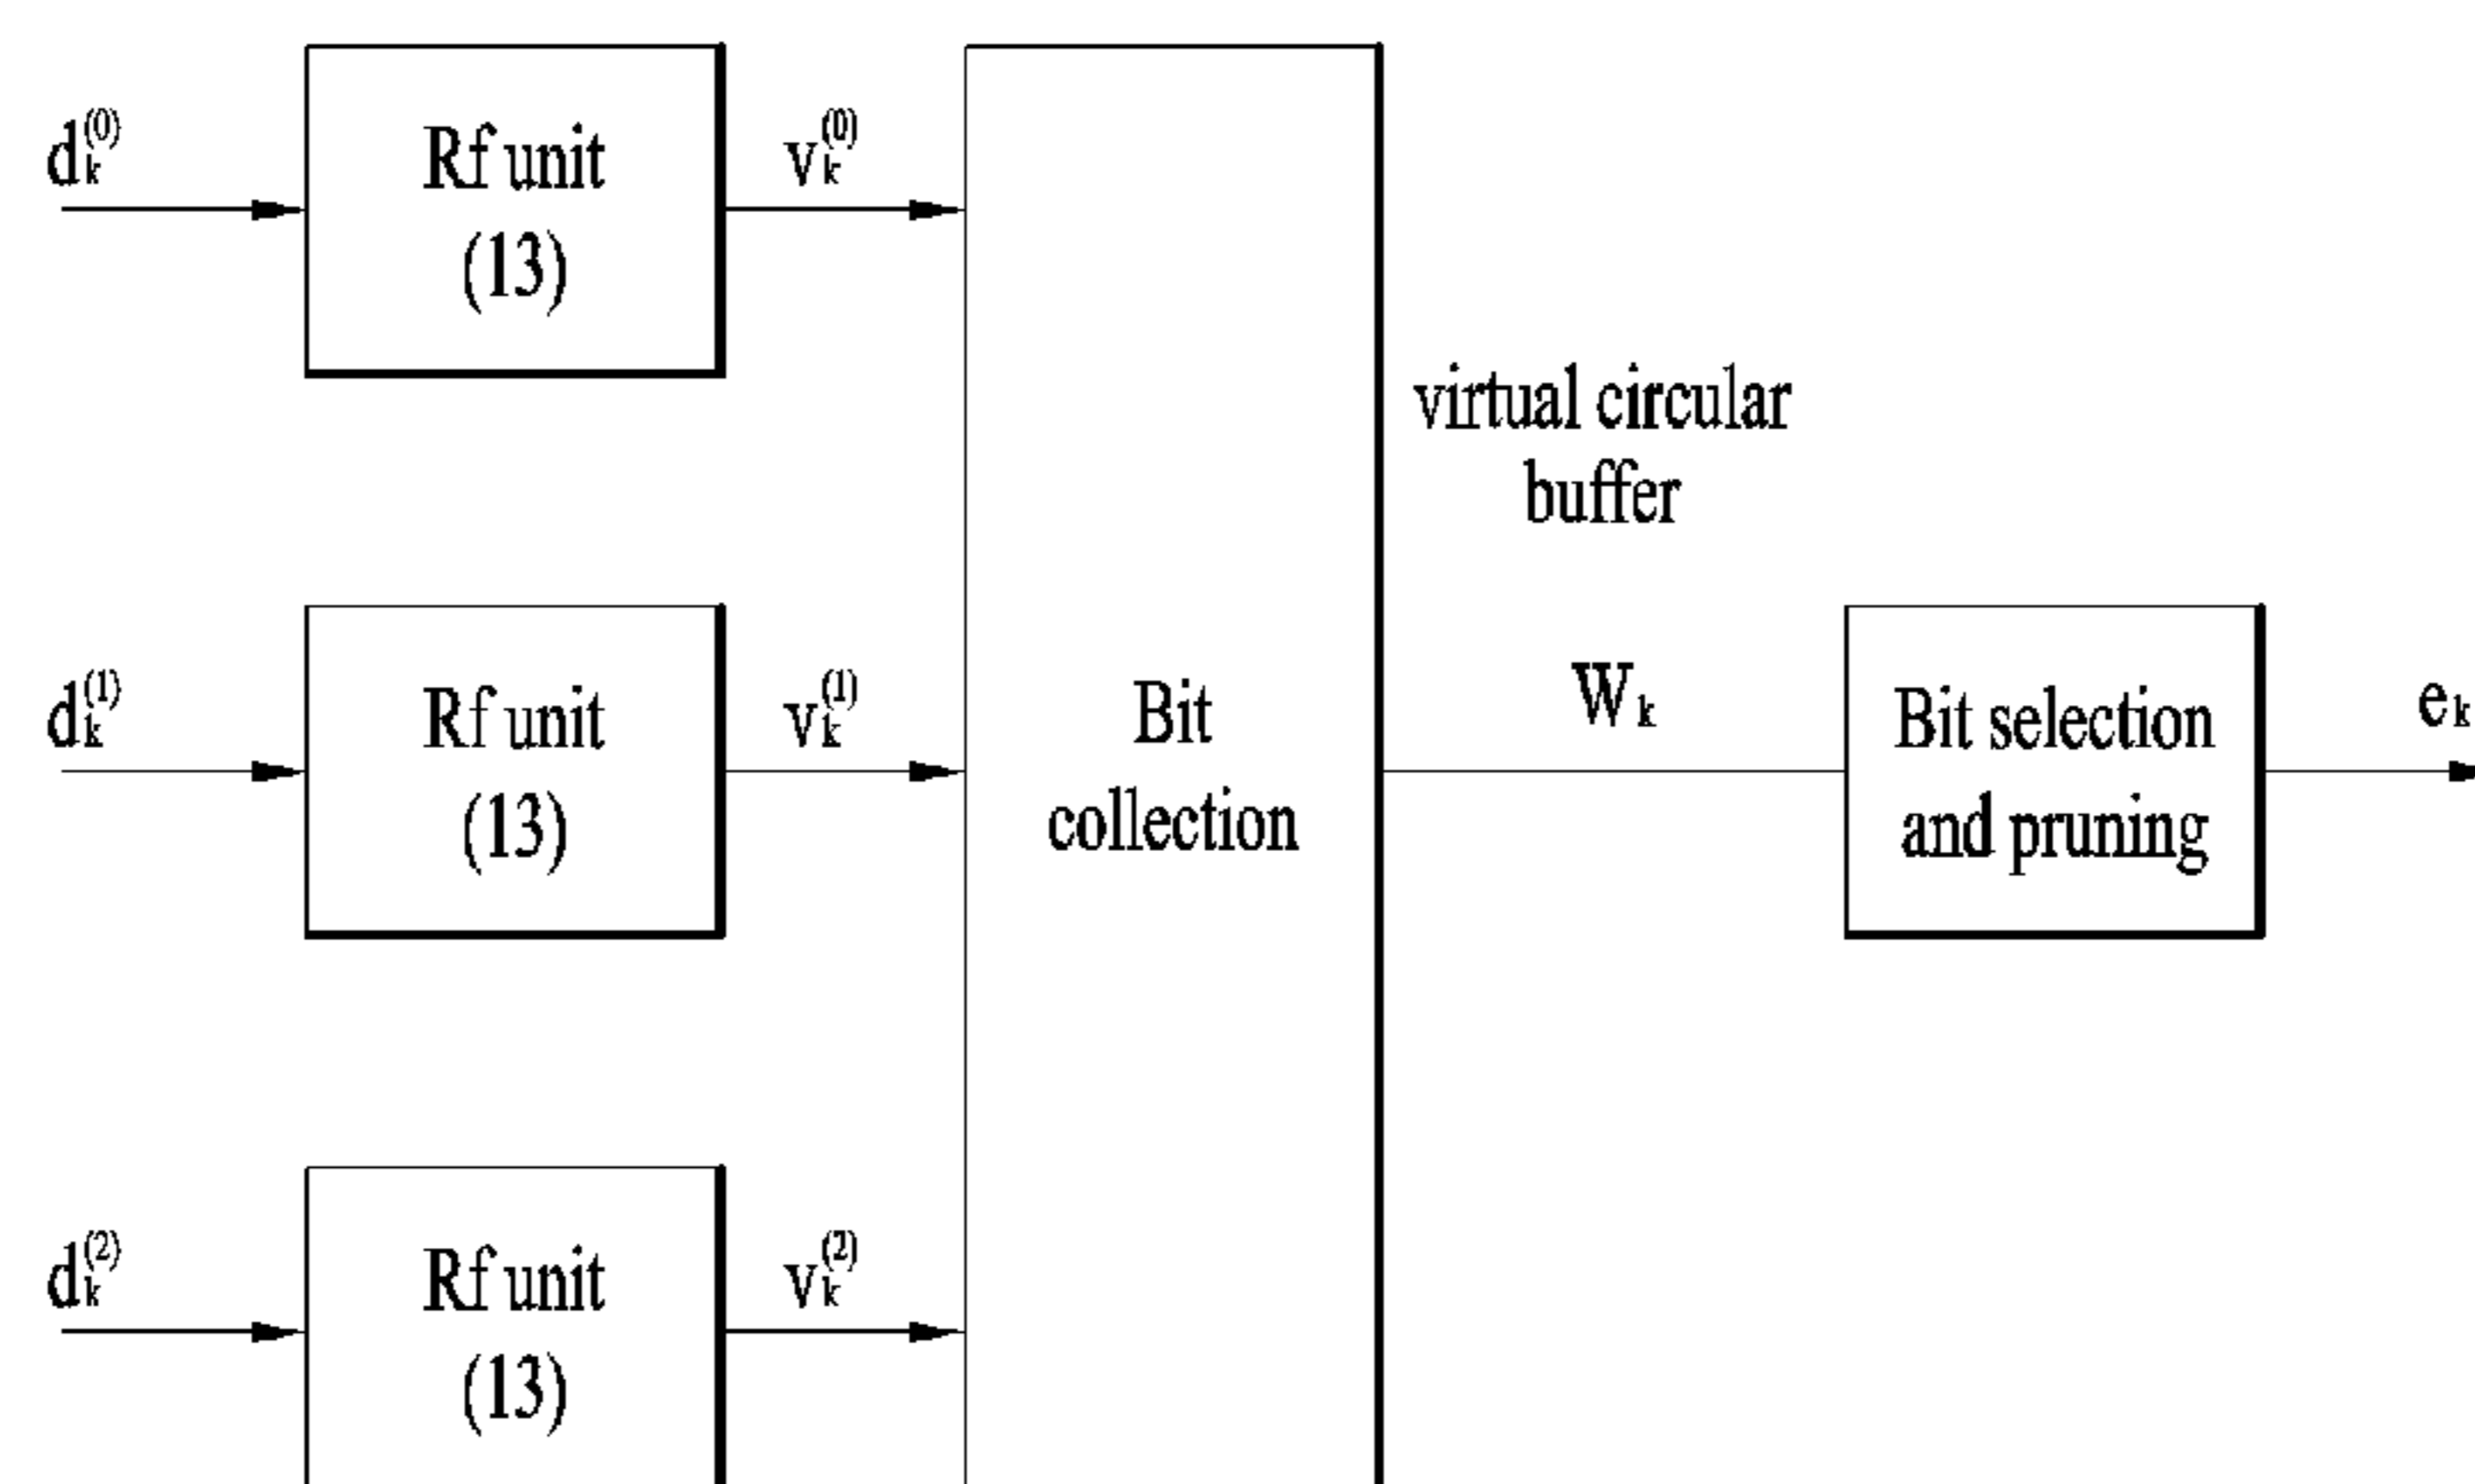 d_k^(0)
Rf unit
(13)
v_k^(0)
virtual circular
buffer
d_k^(1)
Rf unit
(13)
v_k^(1)
Bit
collection
W_k
Bit selection
and pruning
e_k
d_k^(2)
Rf unit
(13)
v_k^(2)